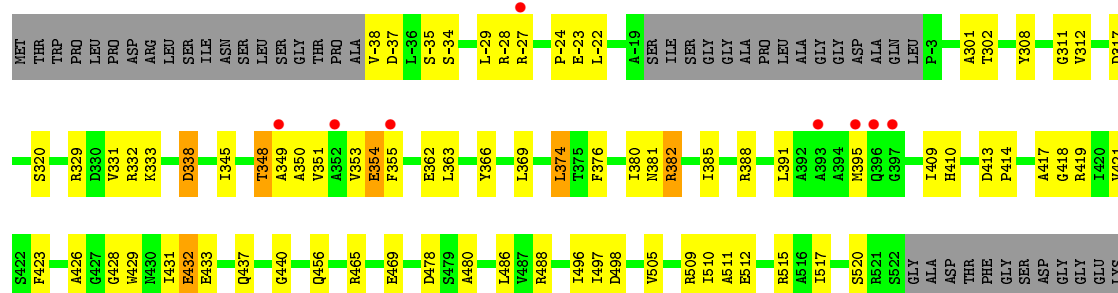 MET THR TRP PRO LEU PRO ASP ARG LEU SER ILE ASN SER LEU SER GLY THR PRO ALA V-38 D-37 L-36 S-35 S-34 L-29 R-28 R-27 P-24 E-23 L-22 A-19 SER ILE SER GLY GLY ALA PRO LEU ALA GLY GLY ASP ALA GLN LEU P-3 A301 T302 Y308 G311 V312 D317
S320 R329 D330 V331 R332 K333 D338 I345 T348 A349 A350 V351 A352 V353 E354 F355 E362 L363 Y366 L369 L374 T375 F376 I380 N381 R382 I385 R388 L391 A392 A393 A394 M395 Q396 G397 I409 H410 D413 P414 A417 G418 R419 I420 V421
S422 F423 A426 G427 G428 W429 N430 I431 E432 E433 Q437 G440 Q456 R465 E469 D478 S479 A480 L486 V487 R488 I496 I497 D498 V505 R509 I510 A511 E512 R515 A516 I517 S520 R521 S522 GLY ALA ASP THR PHE GLY SER ASP GLY GLY GLU LYS